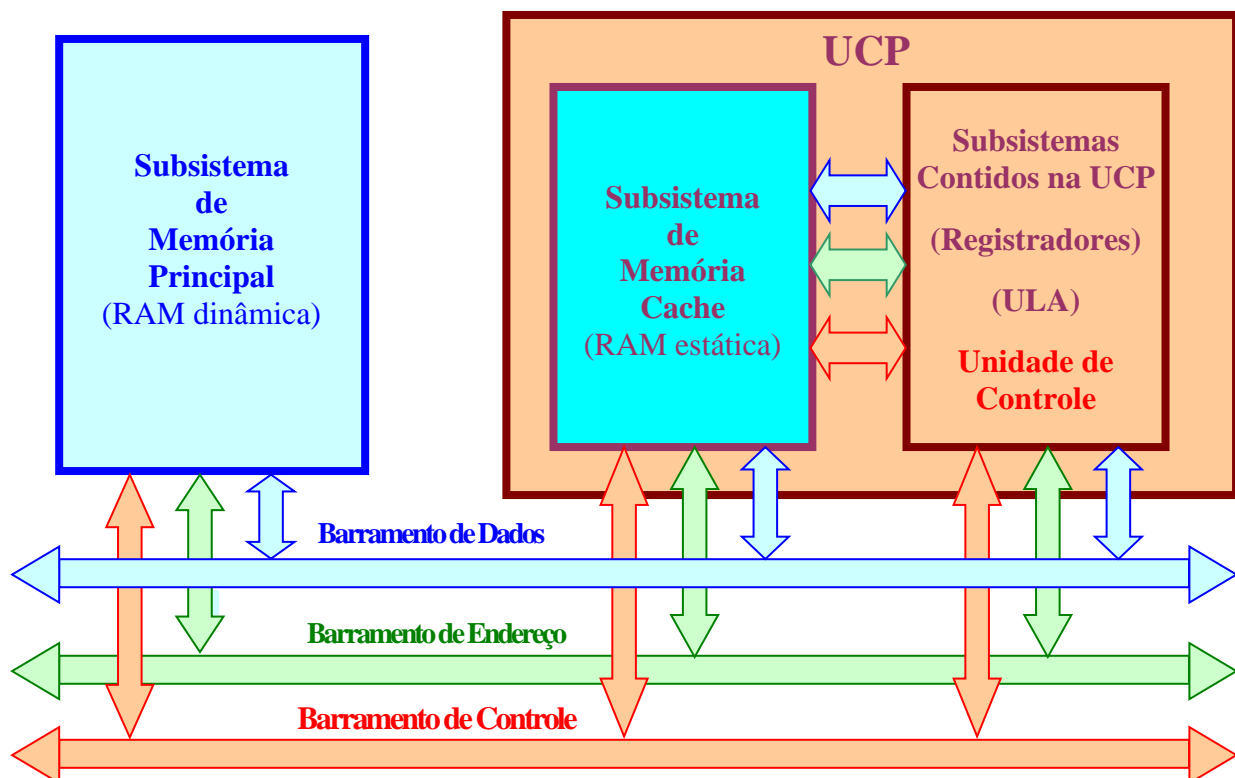 Subsistema
de
Memória
Principal
(RAM dinâmica)
UCP
Subsistema
de
Memória
Cache
(RAM estática)
Subsistemas
Contidos na UCP
(Registradores)
(ULA)
Unidade de
Controle
Barramento de Dados
Barramento de Endereço
Barramento de Controle